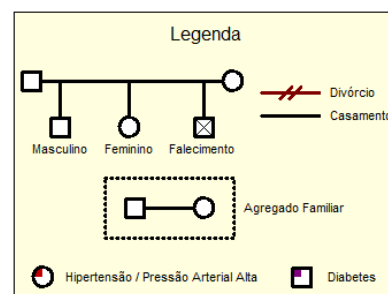 Legenda
Divórcio
Casamento
Masculino Feminino Falecimento
Agregado Familiar
Hipertensão / Pressão Arterial Alta Diabetes